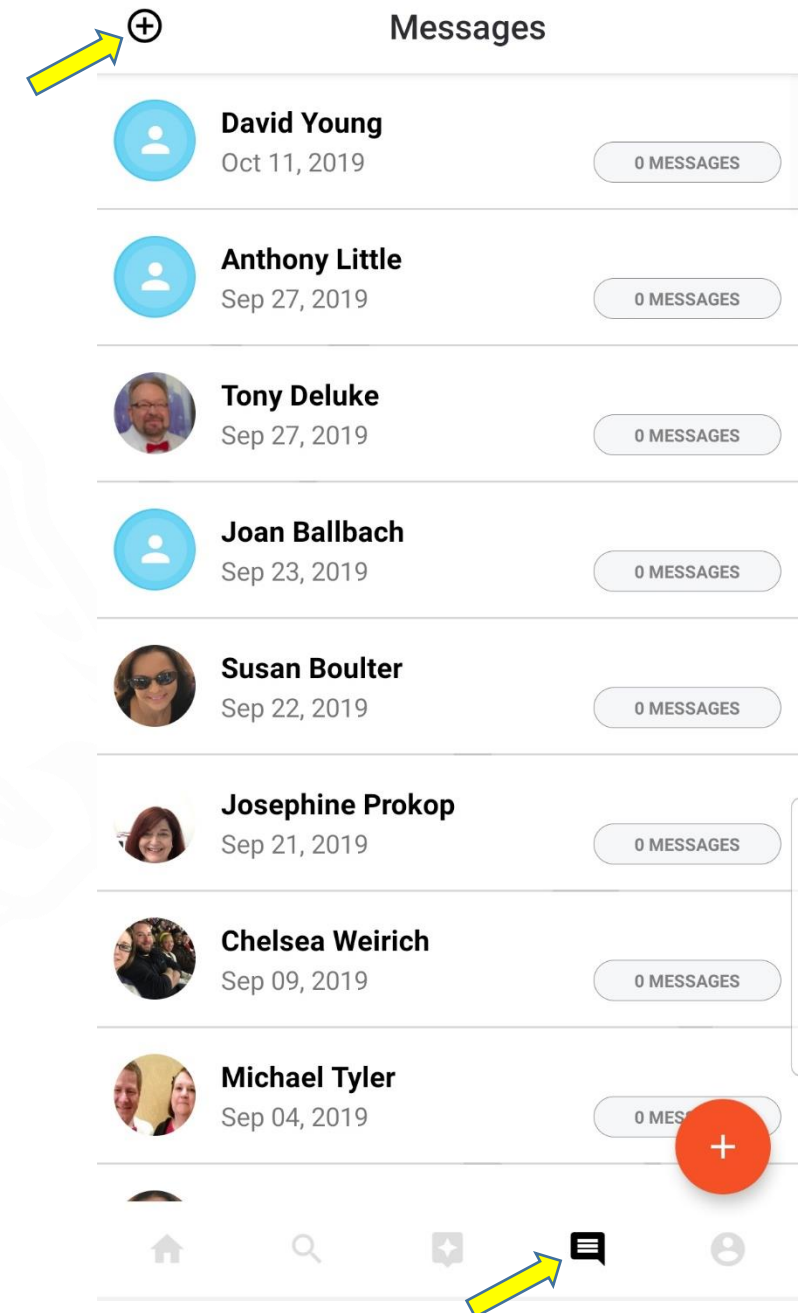 Messages
David Young
Oct 11, 2019
0 MESSAGES
Anthony Little
Sep 27, 2019
0 MESSAGES
Tony Deluke
Sep 27, 2019
0 MESSAGES
Joan Ballbach
Sep 23, 2019
0 MESSAGES
Susan Boulter
Sep 22, 2019
0 MESSAGES
Josephine Prokop
Sep 21, 2019
0 MESSAGES
Chelsea Weirich
Sep 09, 2019
0 MESSAGES
Michael Tyler
Sep 04, 2019
0 MES